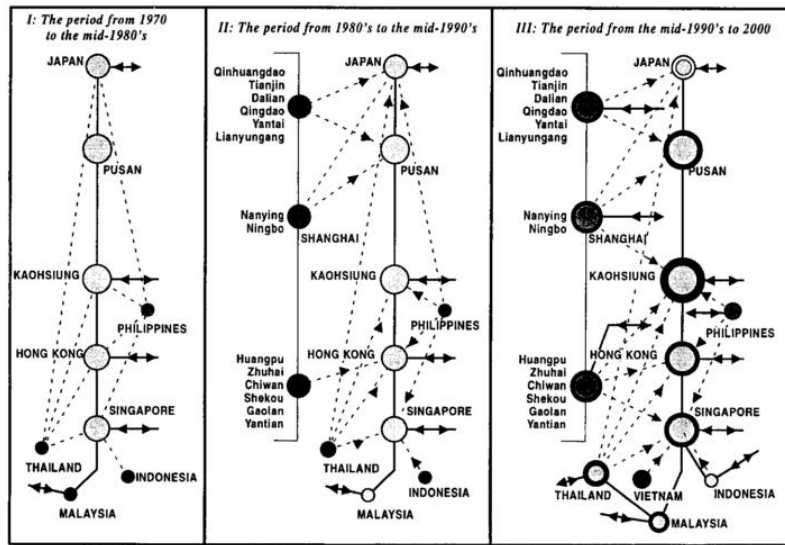 I: The period from 1970
to the mid-1980's
JAPAN
PUSAN
KAOHSIUNG
PHILIPPINES
HONG KONG
SINGAPORE
THAILAND
INDONESIA
MALAYSIA
II: The period from 1980's to the mid-1990's
Qinhuangdao
Tianjin
Dalian
Qingdao
Yantai
Lianyungang
JAPAN
PUSAN
Nanying
Ningbo
SHANGHAI
KAOHSIUNG
PHILIPPINES
Huangpu
Zhuhai
Chiwan
Shekou
Gaolan
Yantian
HONG KONG
SINGAPORE
THAILAND
INDONESIA
MALAYSIA
III: The period from the mid-1990's to 2000
Qinhuangdao
Tianjin
Dalian
Qingdao
Yantai
Lianyungang
JAPAN
PUSAN
Nanying
Ningbo
SHANGHAI
KAOHSIUNG
PHILIPPINES
Huangpu
Zhuhai
Chiwan
Shekou
Gaolan
Yantian
HONG KONG
SINGAPORE
THAILAND
VIETNAM
INDONESIA
MALAYSIA